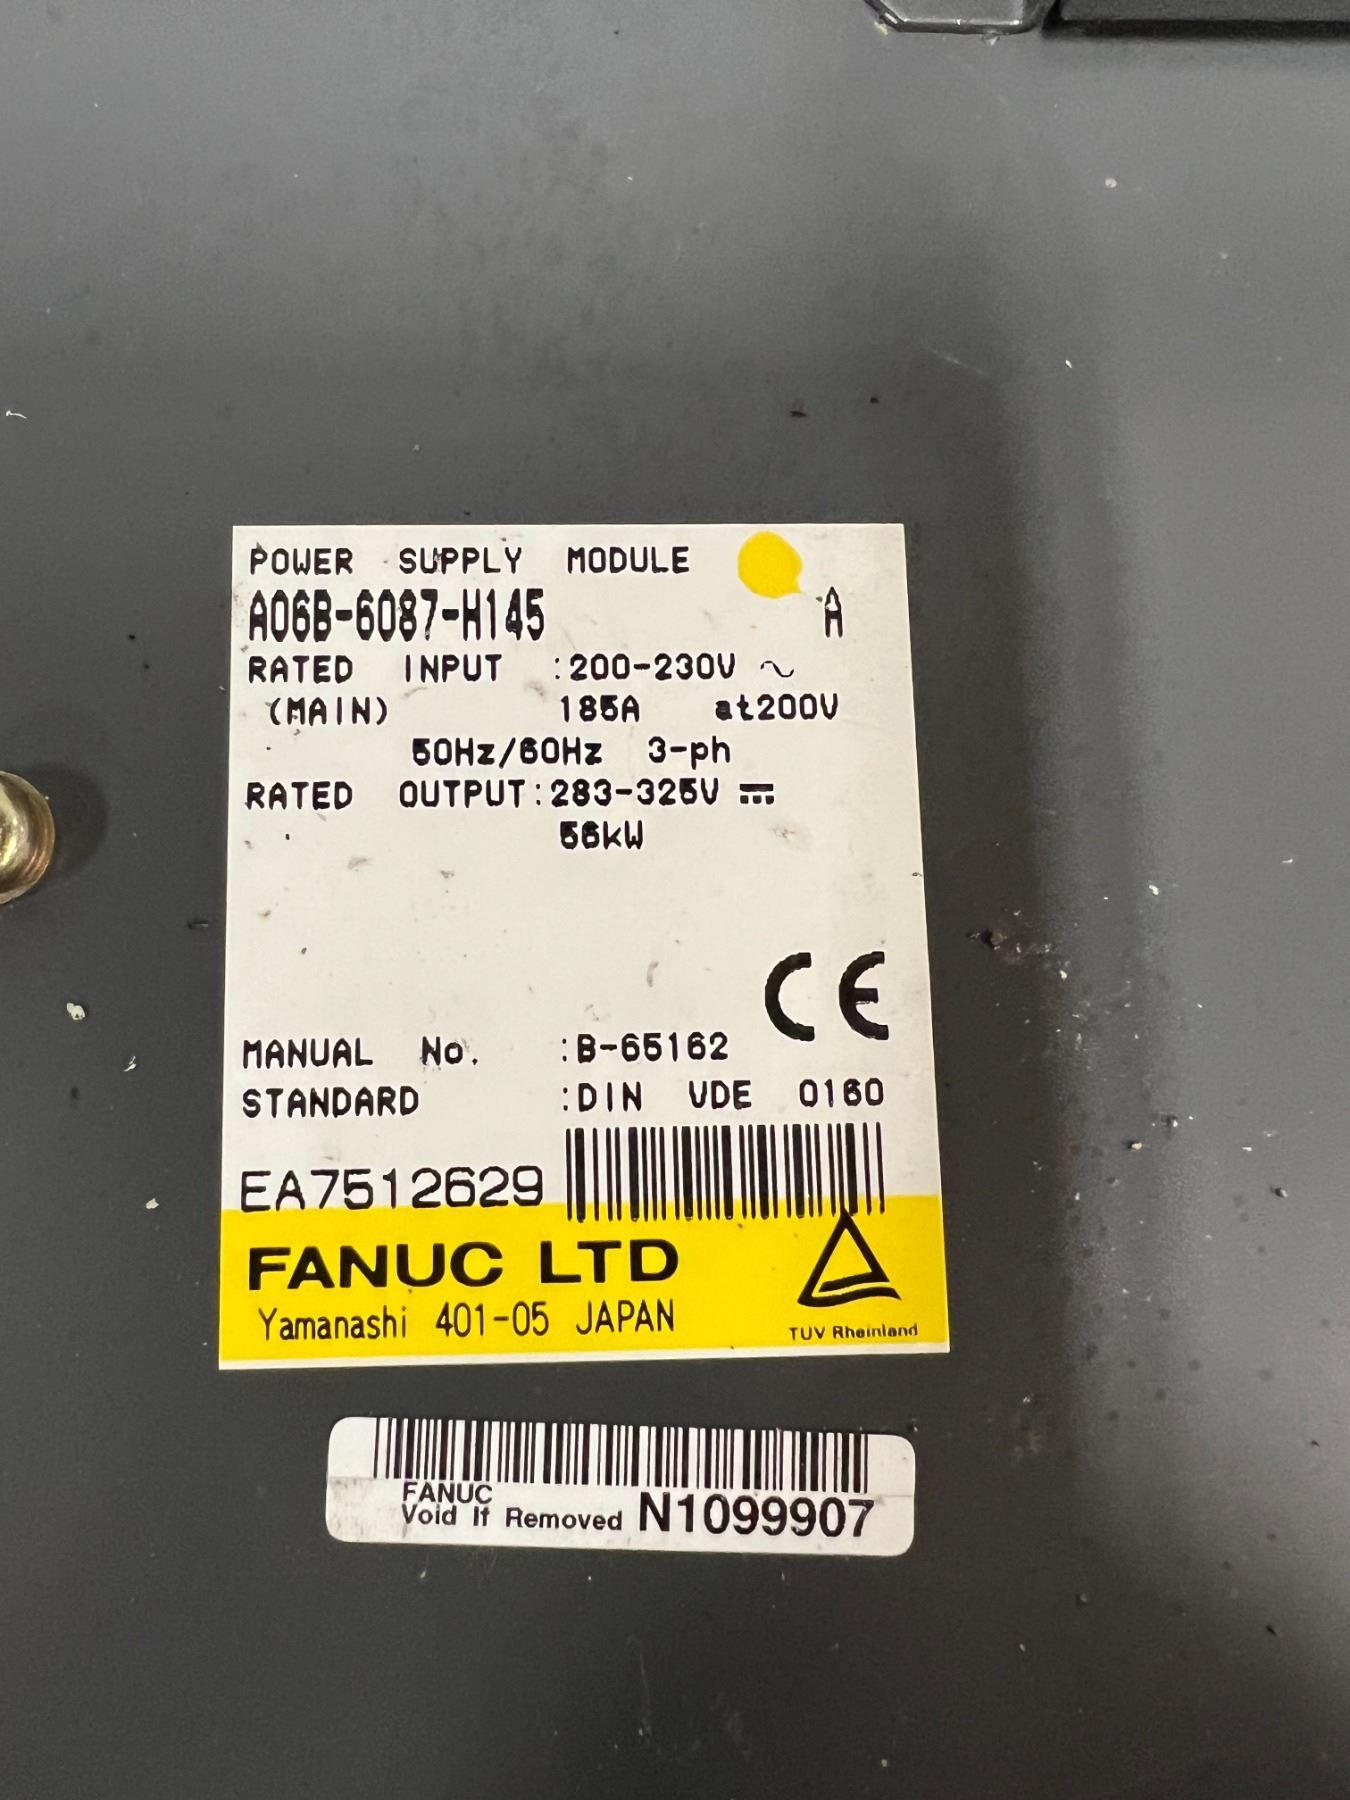 POWER SUPPLY MODULE
A06B-6087-H145 A
RATED INPUT :200-230V ~
(MAIN) 185A at200V
50Hz/60Hz 3-ph
RATED OUTPUT:283-325V ⎓
56kW
CE
MANUAL No. :B-65162
STANDARD :DIN VDE 0160
EA7512629
FANUC LTD
Yamanashi 401-05 JAPAN
TUV Rheinland
FANUC
Void If Removed N1099907